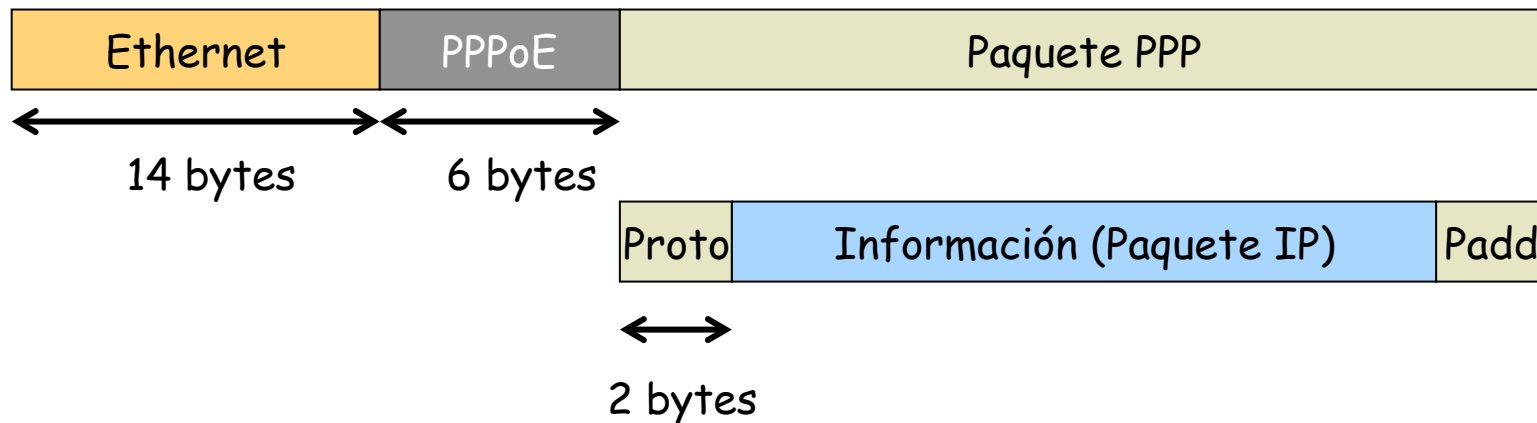 Ethernet PPPoE Paquete PPP
14 bytes 6 bytes
Proto Información (Paquete IP) Padd
2 bytes